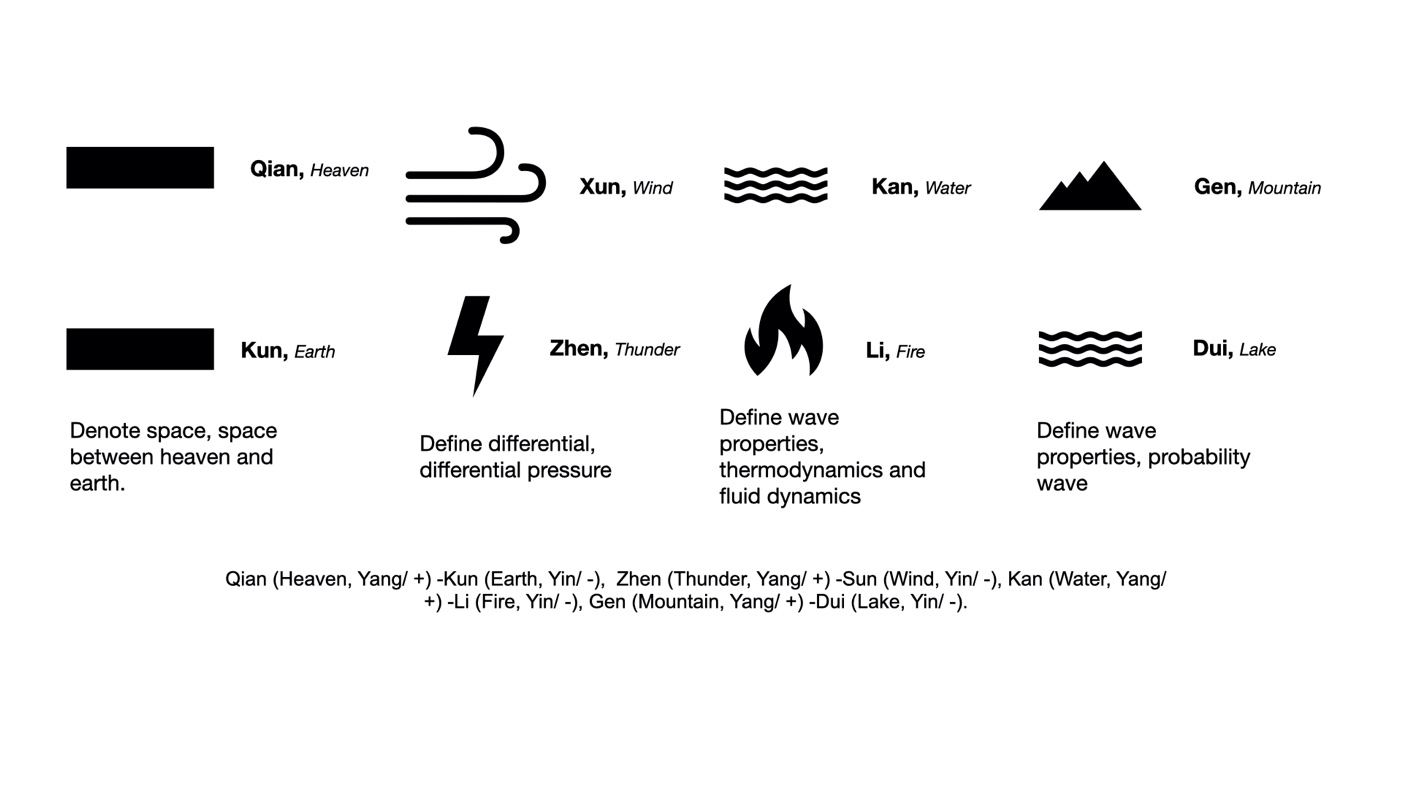 Qian, Heaven
Xun, Wind
Kan, Water
Gen, Mountain
Kun, Earth
Zhen, Thunder
Li, Fire
Dui, Lake
Denote space, space
between heaven and
earth.
Define differential,
differential pressure
Define wave
properties,
thermodynamics and
fluid dynamics
Define wave
properties, probability
wave
Qian (Heaven, Yang/ +) -Kun (Earth, Yin/ -),  Zhen (Thunder, Yang/ +) -Sun (Wind, Yin/ -), Kan (Water, Yang/
+) -Li (Fire, Yin/ -), Gen (Mountain, Yang/ +) -Dui (Lake, Yin/ -).